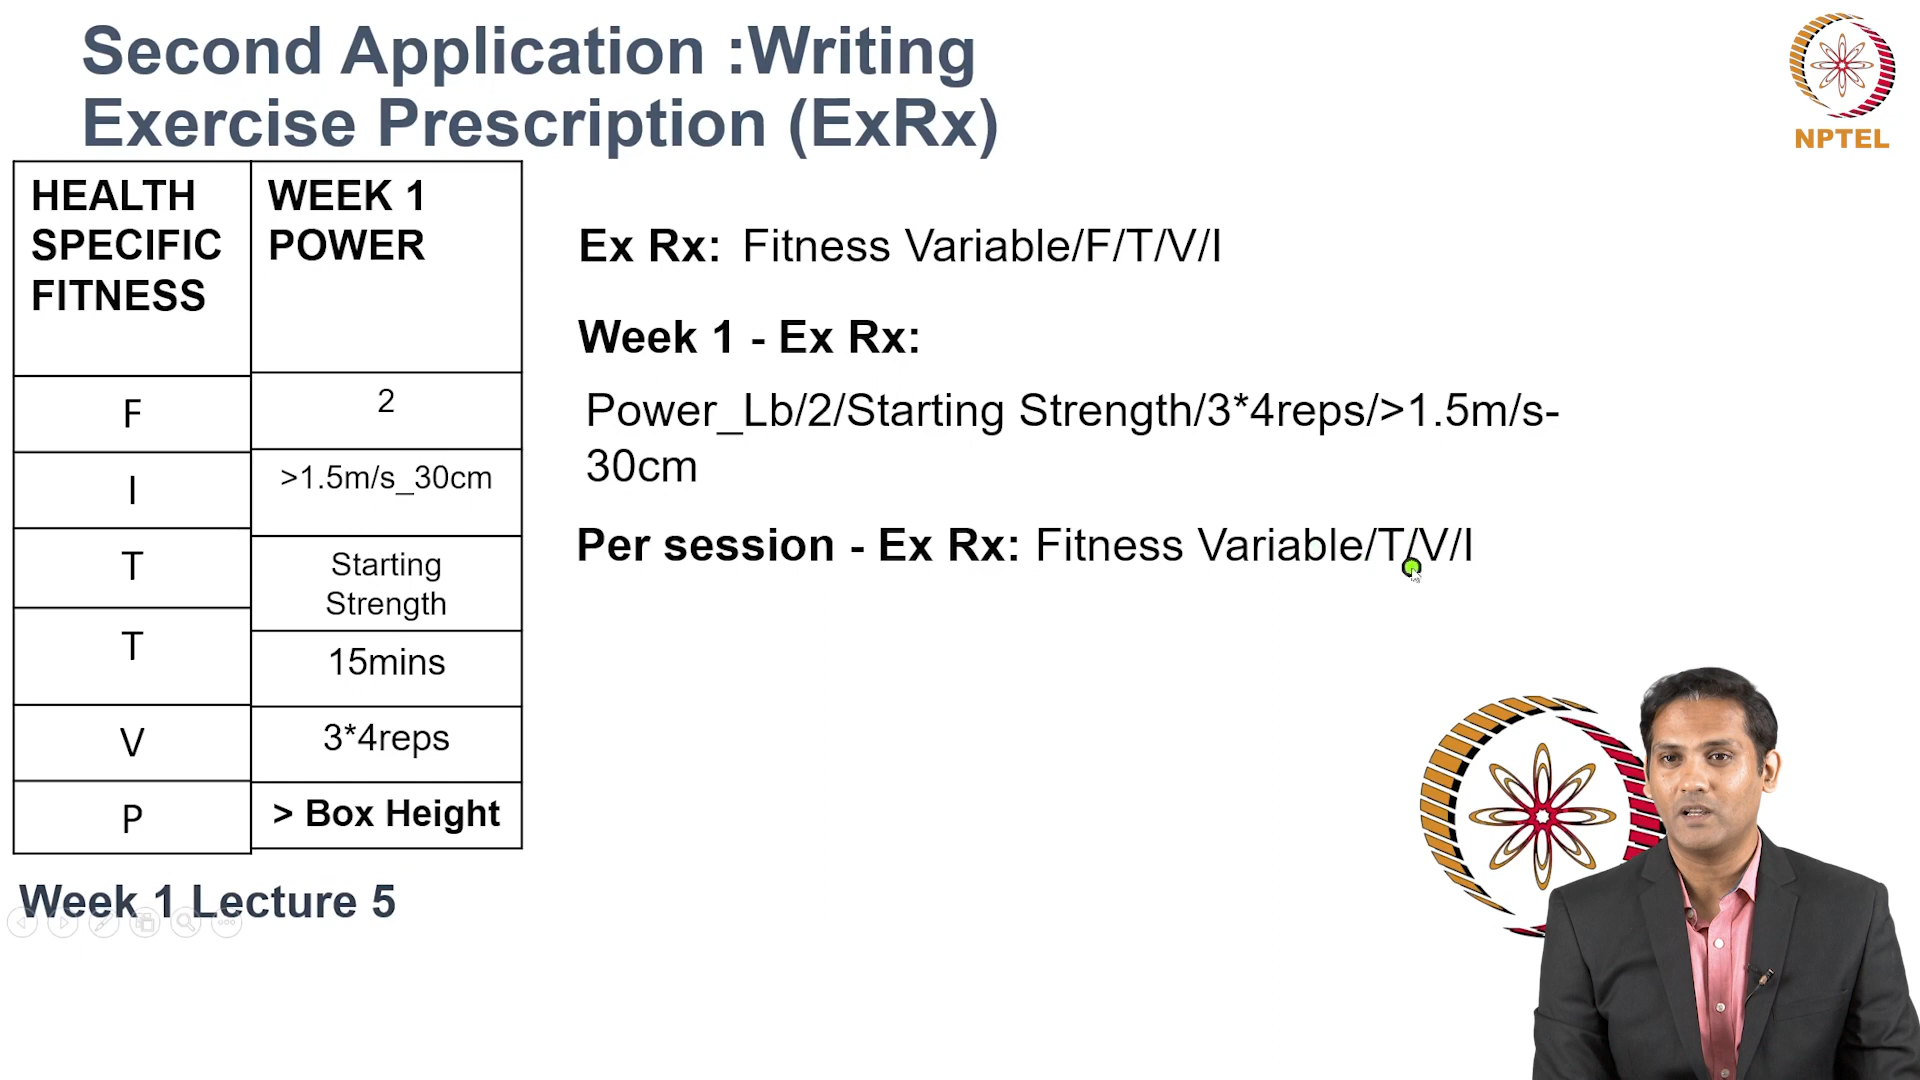 Second Application :Writing
Exercise Prescription (ExRx)
NPTEL
HEALTH
SPECIFIC
FITNESS
WEEK 1
POWER
F
2
I
>1.5m/s_30cm
T
Starting
Strength
T
15mins
V
3*4reps
P
> Box Height
Week 1 Lecture 5
Ex Rx: Fitness Variable/F/T/V/I
Week 1 - Ex Rx:
Power_Lb/2/Starting Strength/3*4reps/>1.5m/s-
30cm
Per session - Ex Rx: Fitness Variable/T/V/I